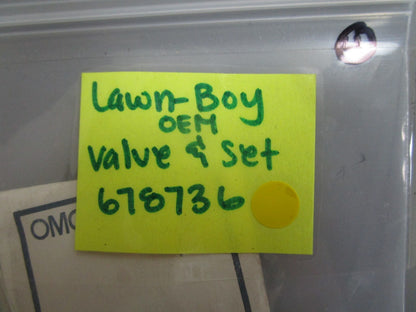 Lawn-Boy
OEM
Valve & Set
678736
OMC